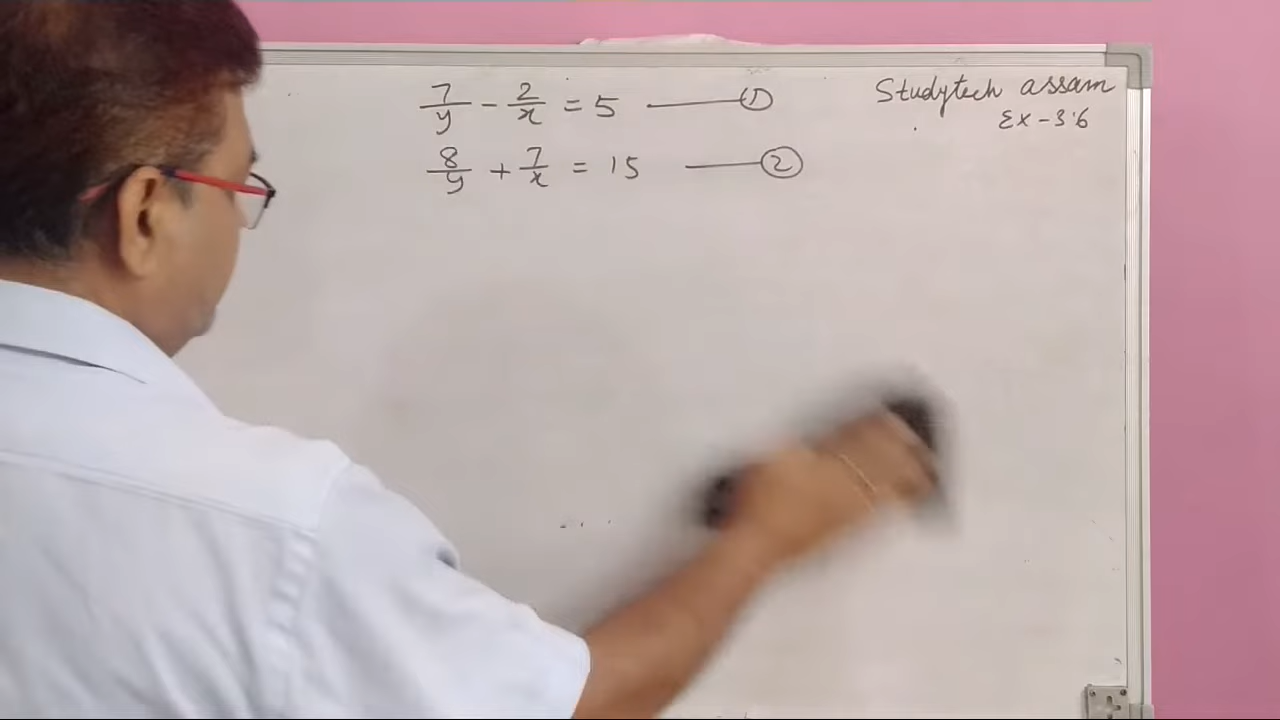 7/y - 2/x = 5 —— ①
8/y + 7/x = 15 —— ②
Studytech assam
Ex-3.6